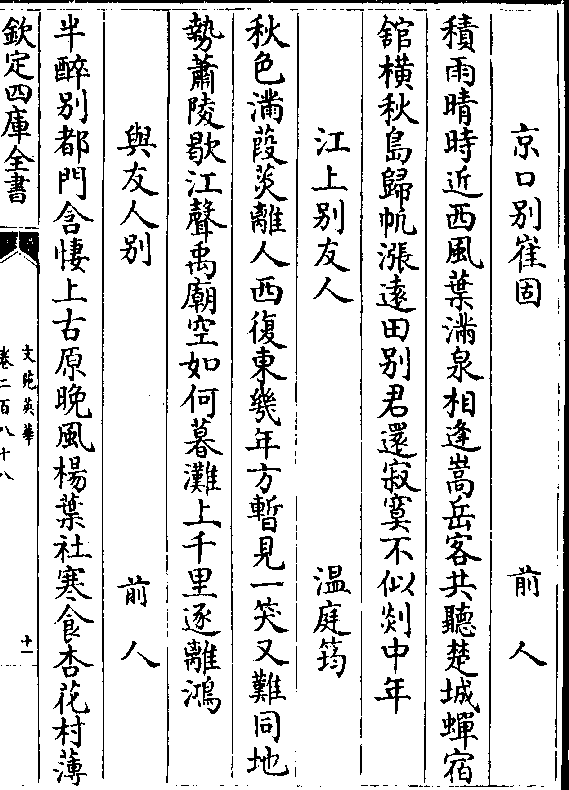 京口别崔固　前人
積雨晴時近西風葉滿泉相逢嵩岳客共聽楚城蟬宿
館横秋島歸帆漲逺田别君還寂寞不似剡中年
江上别友人　温庭筠
秋色滿葭菼離人西復東幾年方暫見一笑又難同地
勢蕭陵歇江聲禹廟空如何暮灘上千里逐離鴻
與友人别　前人
半醉别都門含悽上古原晚風楊葉社寒食杏花村薄
欽定四庫全書
文苑英華
卷二百八十八
十一